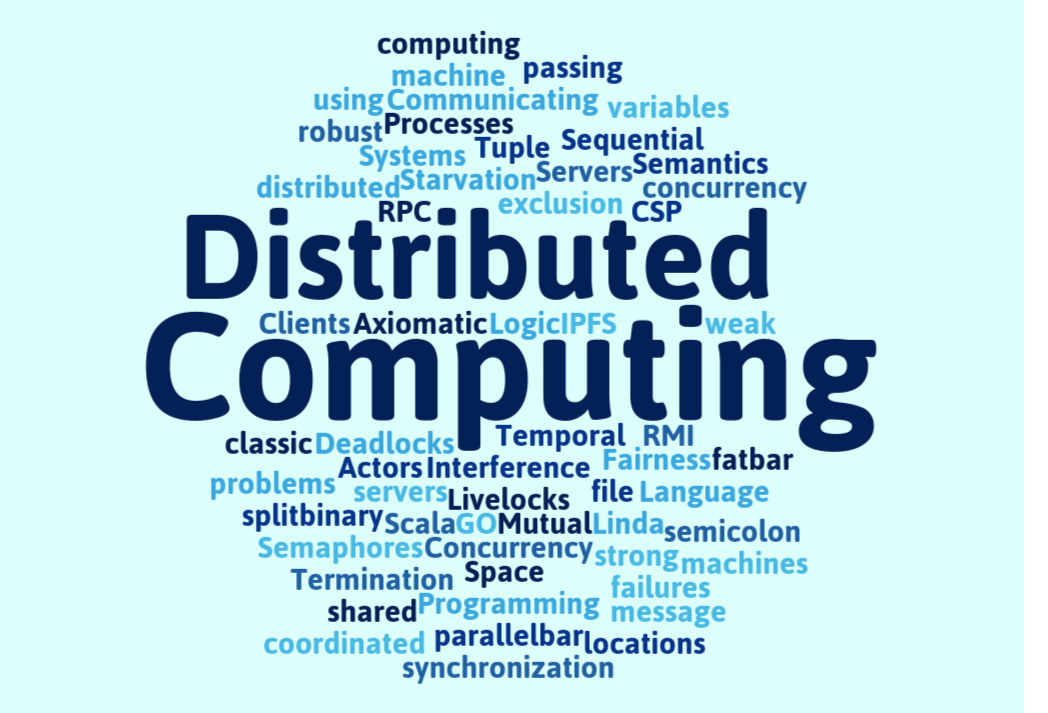 computing
machine passing
using Communicating variables
robust Processes
Systems Tuple Sequential
distributed Starvation Servers Semantics
concurrency
RPC exclusion CSP
Distributed
Clients Axiomatic Logic IPFS weak
Computing
classic Deadlocks Temporal RMI
Actors Interference Fairness fatbar
problems servers Livelocks file Language
splitbinary Scala GO Mutual Linda semicolon
Semaphores Concurrency strong machines
Termination Space failures
shared Programming message
coordinated parallelbar locations
synchronization